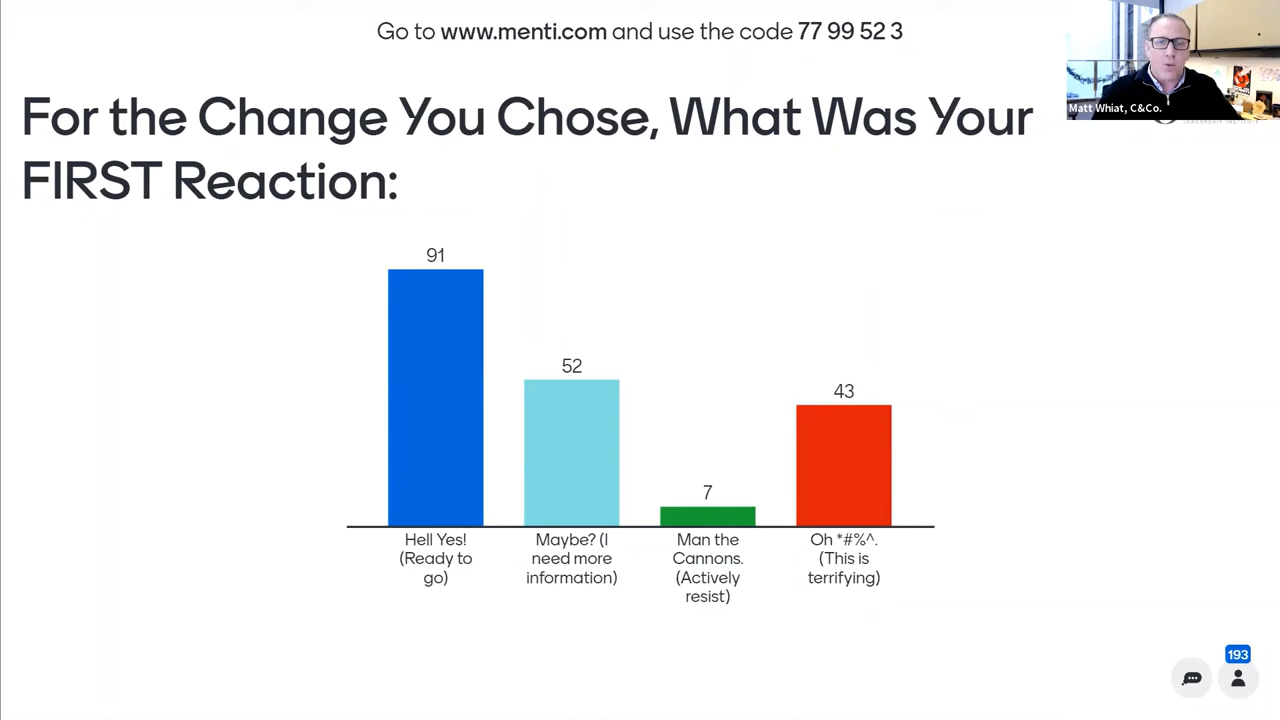 Go to www.menti.com and use the code 77 99 52 3
Matt Whiat, C&Co.
For the Change You Chose, What Was Your
FIRST Reaction:
91
52
7
43
Hell Yes!
(Ready to
go)
Maybe? (I
need more
information)
Man the
Cannons.
(Actively
resist)
Oh *#%^.
(This is
terrifying)
193